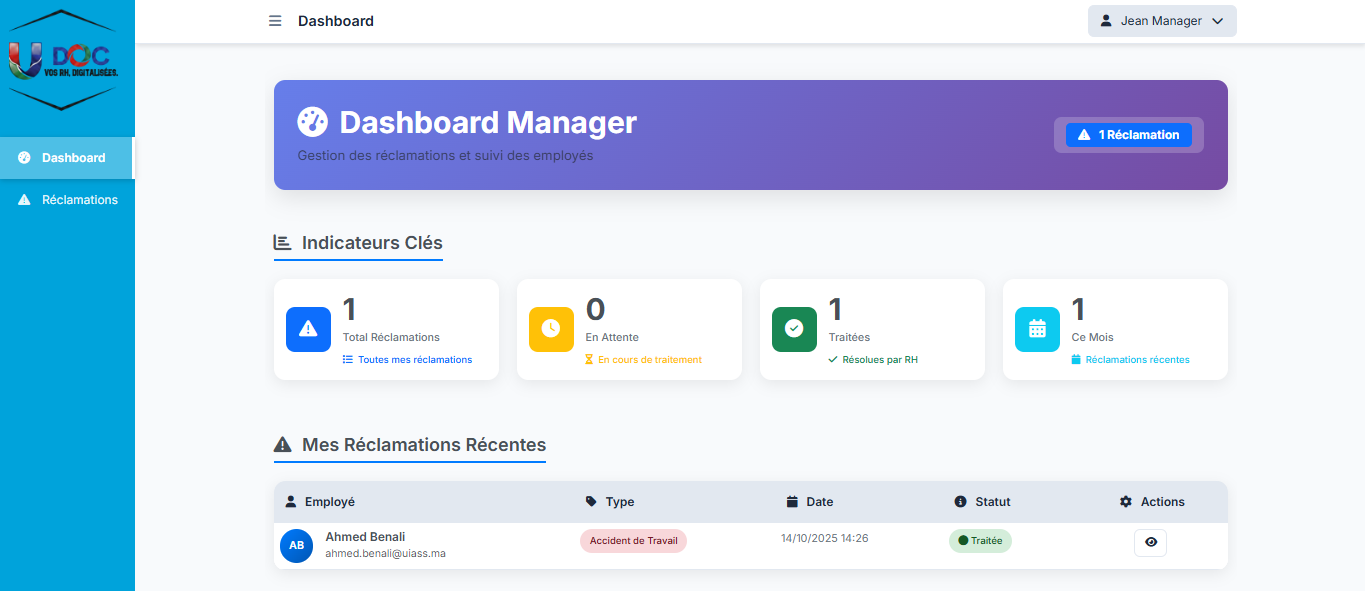 U DOC
VOS RH, DIGITALISÉES.
Dashboard
Réclamations
Dashboard
Jean Manager
Dashboard Manager
Gestion des réclamations et suivi des employés
1 Réclamation
Indicateurs Clés
1
Total Réclamations
Toutes mes réclamations
0
En Attente
En cours de traitement
1
Traitées
Résolues par RH
1
Ce Mois
Réclamations récentes
Mes Réclamations Récentes
Employé Type Date Statut Actions
AB
Ahmed Benali
ahmed.benali@uiass.ma
Accident de Travail
14/10/2025 14:26
Traitée